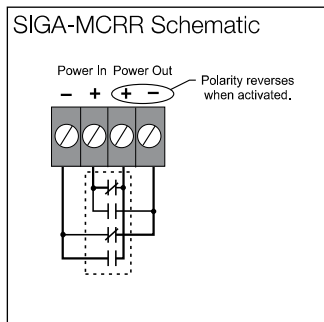 SIGA-MCRR Schematic
Power In Power Out
− + + −
Polarity reverses
when activated.